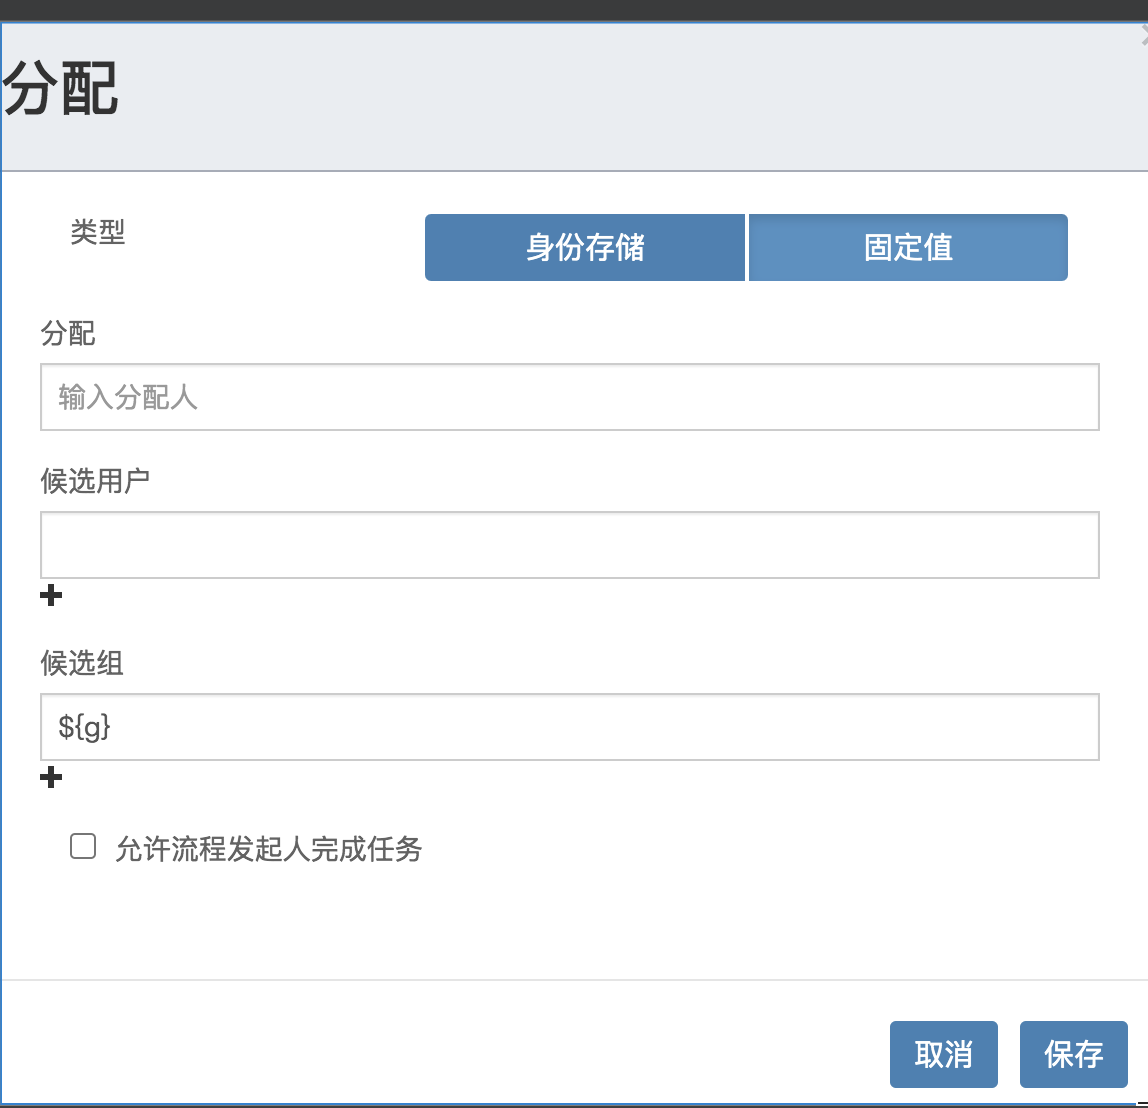 分配
类型
身份存储 固定值
分配
输入分配人
候选用户
候选组
${g}
允许流程发起人完成任务
取消 保存